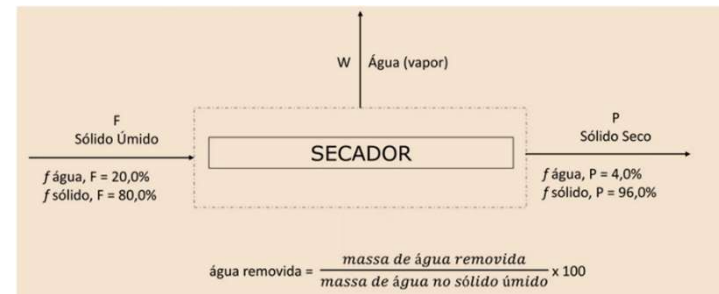 W Água (vapor)
F
Sólido Úmido
P
Sólido Seco
SECADOR
f água, F = 20,0%
f sólido, F = 80,0%
f água, P = 4,0%
f sólido, P = 96,0%
água removida = massa de água removida / massa de água no sólido úmido x 100